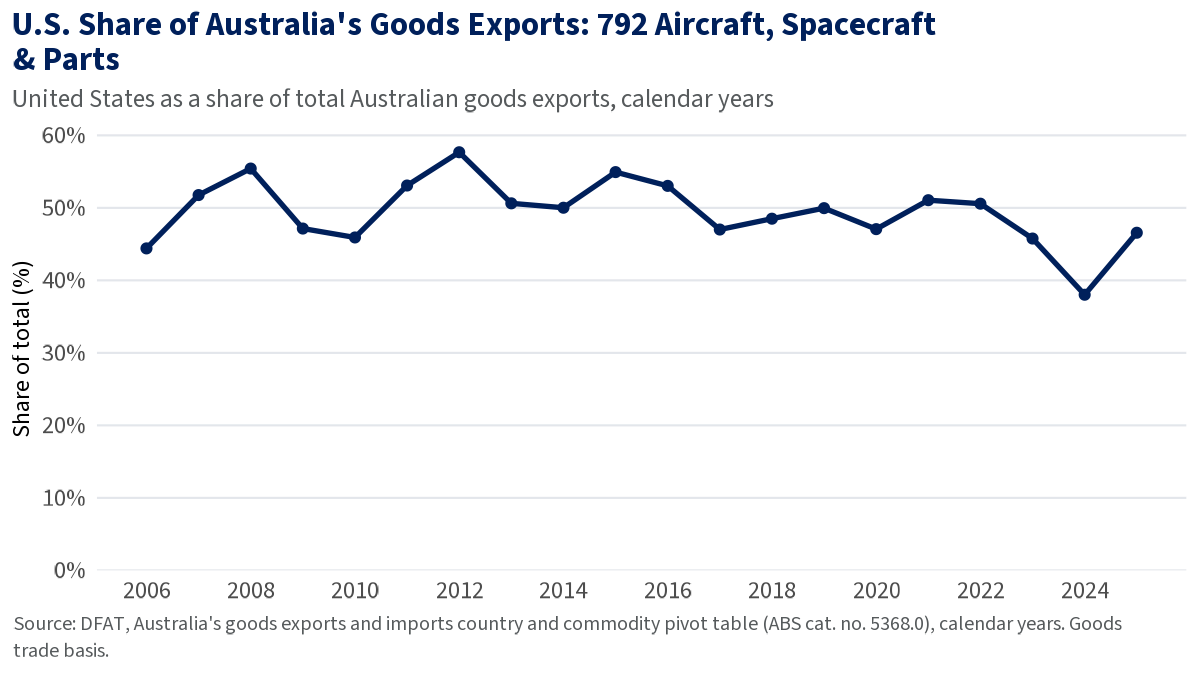 U.S. Share of Australia's Goods Exports: 792 Aircraft, Spacecraft
& Parts
United States as a share of total Australian goods exports, calendar years
Share of total (%)
60%
50%
40%
30%
20%
10%
0%
2006 2008 2010 2012 2014 2016 2018 2020 2022 2024
Source: DFAT, Australia's goods exports and imports country and commodity pivot table (ABS cat. no. 5368.0), calendar years. Goods
trade basis.